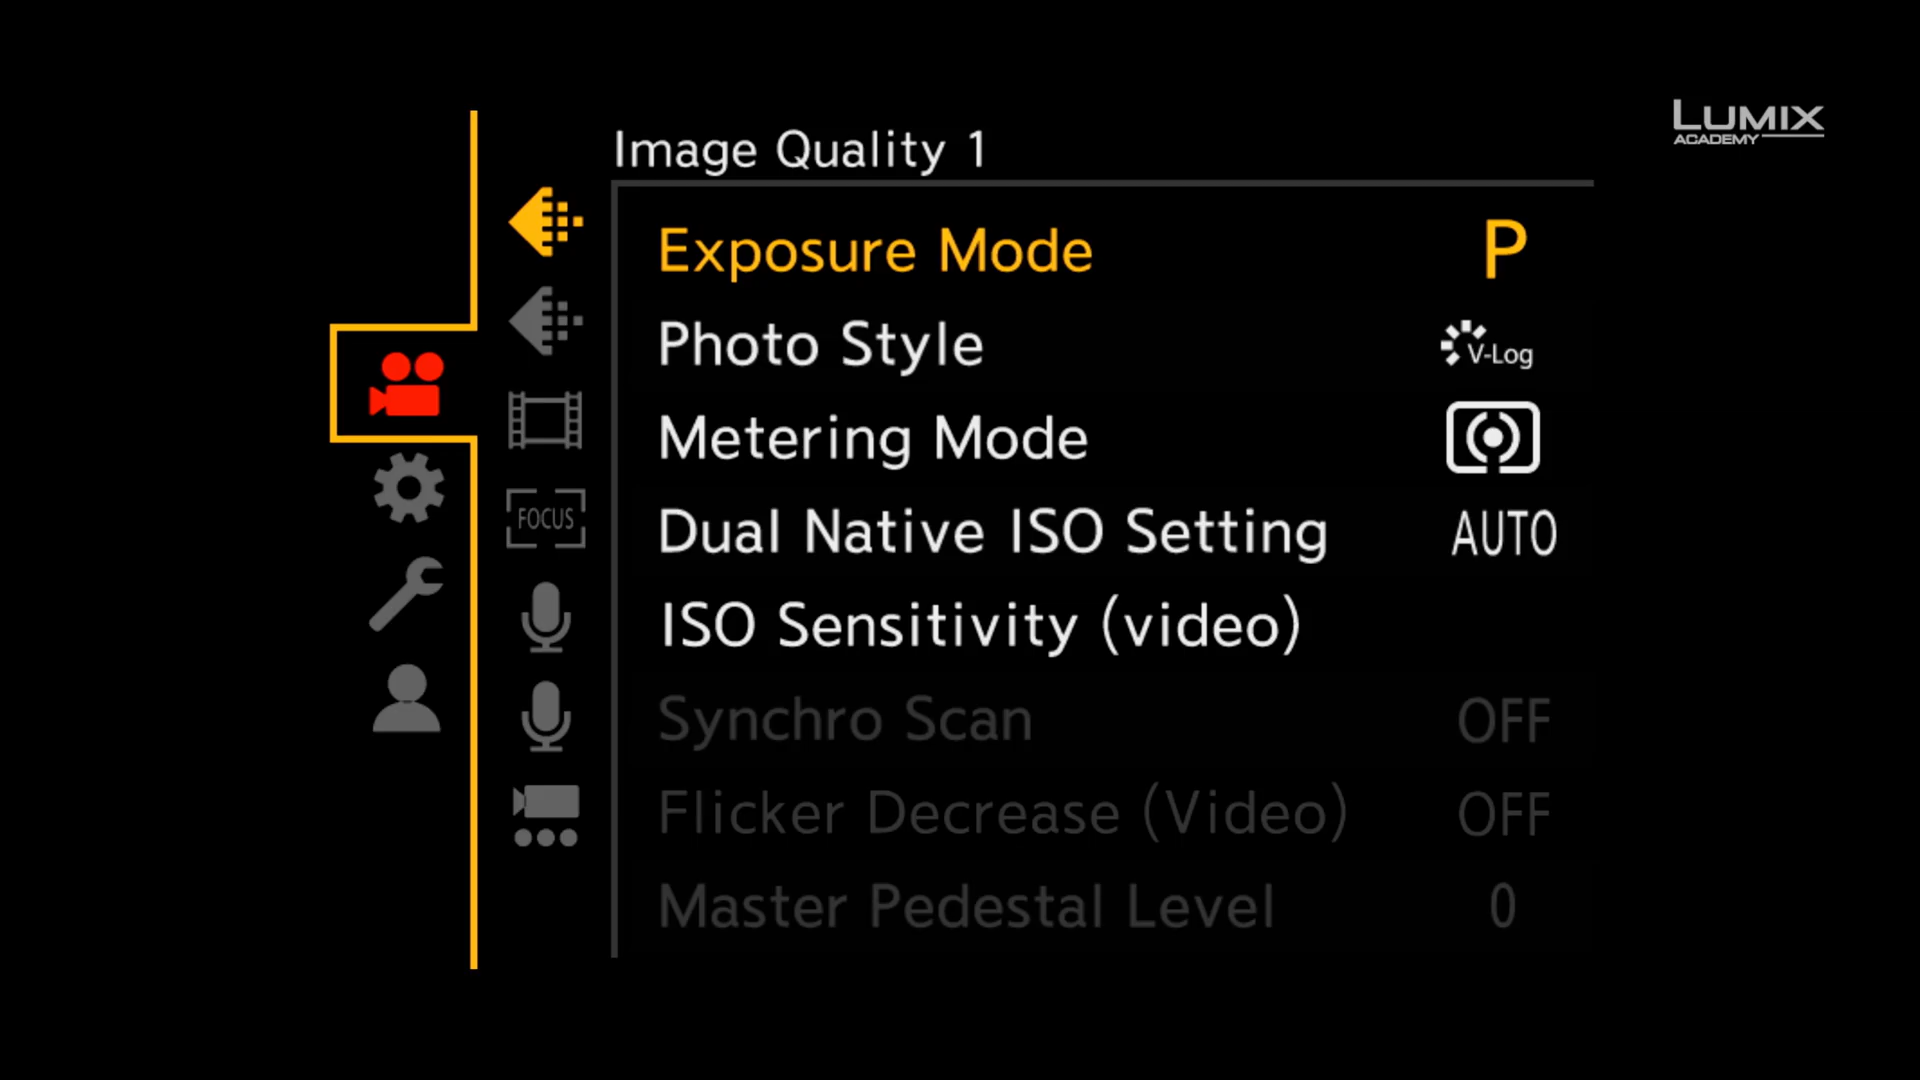 LUMIX
ACADEMY
Image Quality 1
Exposure Mode P
Photo Style V-Log
Metering Mode
Dual Native ISO Setting AUTO
FOCUS
ISO Sensitivity (video)
Synchro Scan OFF
Flicker Decrease (Video) OFF
Master Pedestal Level 0